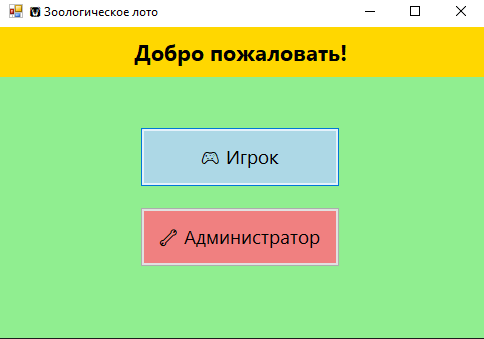 Зоологическое лото
Добро пожаловать!
Игрок
Администратор